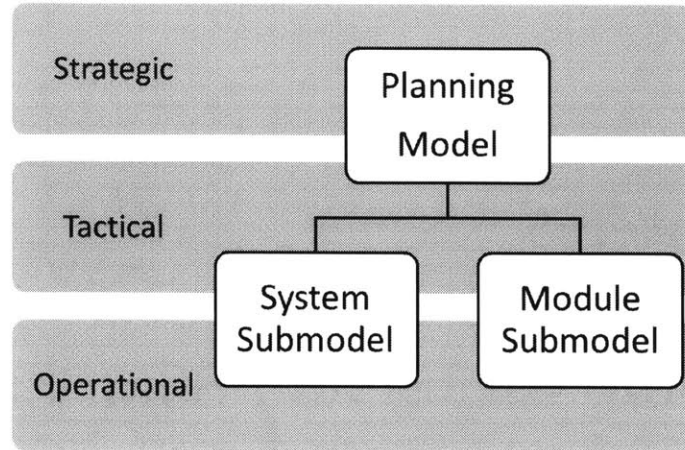 Strategic
Planning
Model
Tactical
System
Submodel
Module
Submodel
Operational